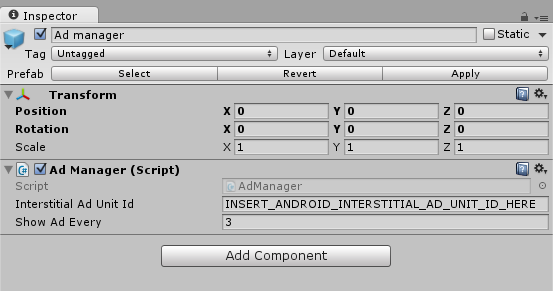 Inspector
Ad manager Static
Tag Untagged Layer Default
Prefab Select Revert Apply
Transform
Position X 0 Y 0 Z 0
Rotation X 0 Y 0 Z 0
Scale X 1 Y 1 Z 1
Ad Manager (Script)
Script AdManager
Interstitial Ad Unit Id INSERT_ANDROID_INTERSTITIAL_AD_UNIT_ID_HERE
Show Ad Every 3
Add Component